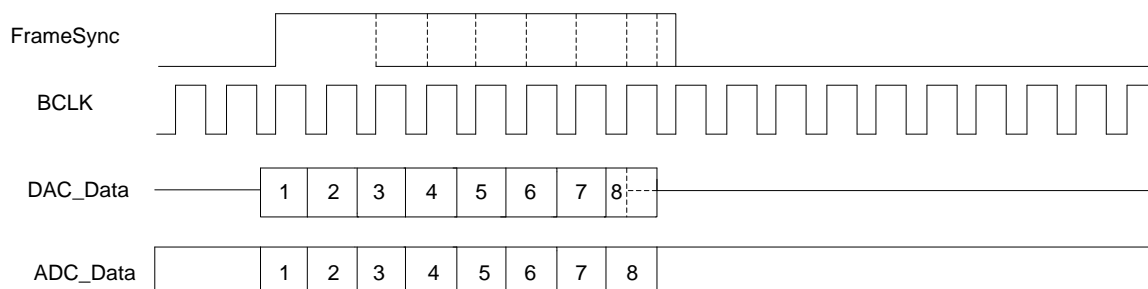 FrameSync
BCLK
DAC_Data 1 2 3 4 5 6 7 8
ADC_Data 1 2 3 4 5 6 7 8